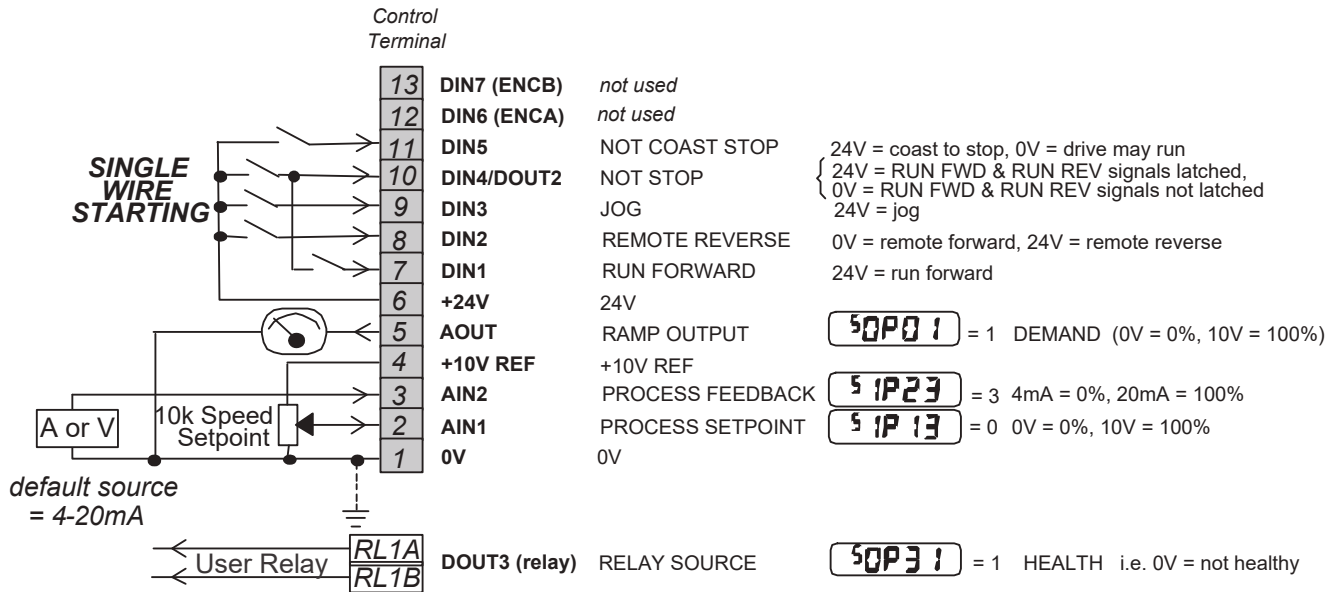 Control
Terminal
13 DIN7 (ENCB) not used
12 DIN6 (ENCA) not used
11 DIN5 NOT COAST STOP 24V = coast to stop, 0V = drive may run
SINGLE
WIRE
STARTING
10 DIN4/DOUT2 NOT STOP 24V = RUN FWD & RUN REV signals latched,
0V = RUN FWD & RUN REV signals not latched
9 DIN3 JOG 24V = jog
8 DIN2 REMOTE REVERSE 0V = remote forward, 24V = remote reverse
7 DIN1 RUN FORWARD 24V = run forward
6 +24V 24V
5 AOUT RAMP OUTPUT SOP01 = 1 DEMAND (0V = 0%, 10V = 100%)
4 +10V REF +10V REF
3 AIN2 PROCESS FEEDBACK SIP23 = 3 4mA = 0%, 20mA = 100%
A or V
10k Speed
Setpoint
2 AIN1 PROCESS SETPOINT SIP13 = 0 0V = 0%, 10V = 100%
1 0V 0V
default source
= 4-20mA
User Relay
RL1A
RL1B
DOUT3 (relay) RELAY SOURCE SOP31 = 1 HEALTH i.e. 0V = not healthy